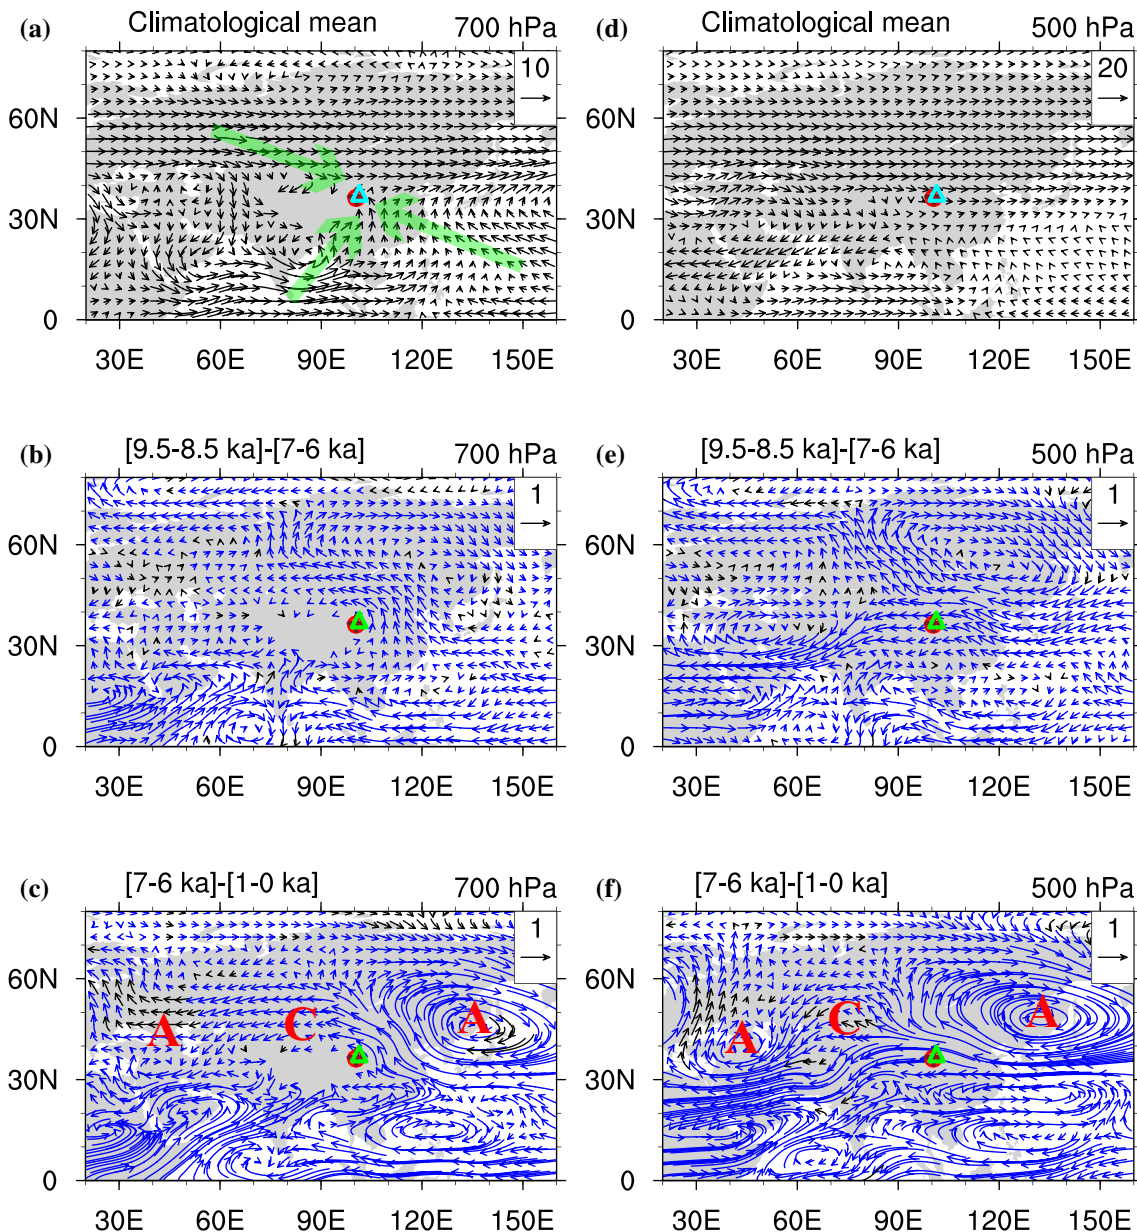 (a) Climatological mean 700 hPa
10
60N
30N
0
30E 60E 90E 120E 150E
(d) Climatological mean 500 hPa
20
60N
30N
0
30E 60E 90E 120E 150E
(b) [9.5-8.5 ka]-[7-6 ka] 700 hPa
1
60N
30N
0
30E 60E 90E 120E 150E
(e) [9.5-8.5 ka]-[7-6 ka] 500 hPa
1
60N
30N
0
30E 60E 90E 120E 150E
(c) [7-6 ka]-[1-0 ka] 700 hPa
1
60N
A C A
30N
0
30E 60E 90E 120E 150E
(f) [7-6 ka]-[1-0 ka] 500 hPa
1
60N
A C A
30N
0
30E 60E 90E 120E 150E